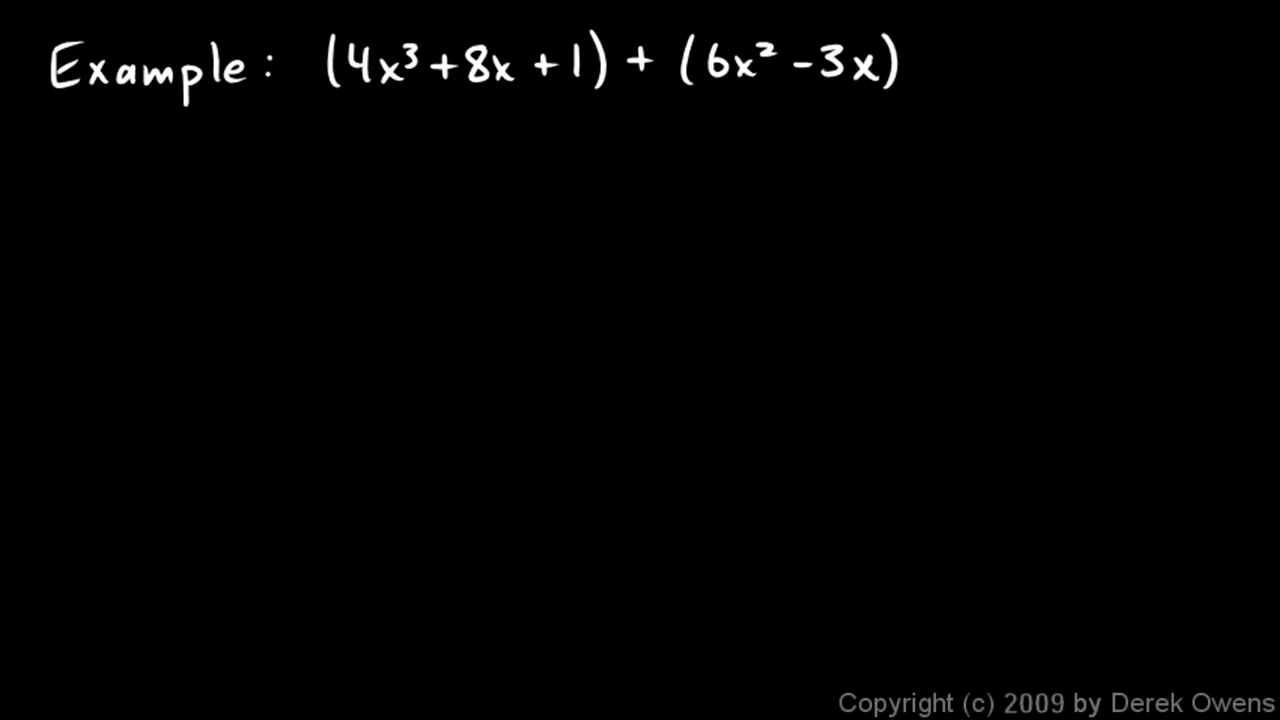 Example: (4x³ + 8x + 1) + (6x² - 3x)
Copyright (c) 2009 by Derek Owens